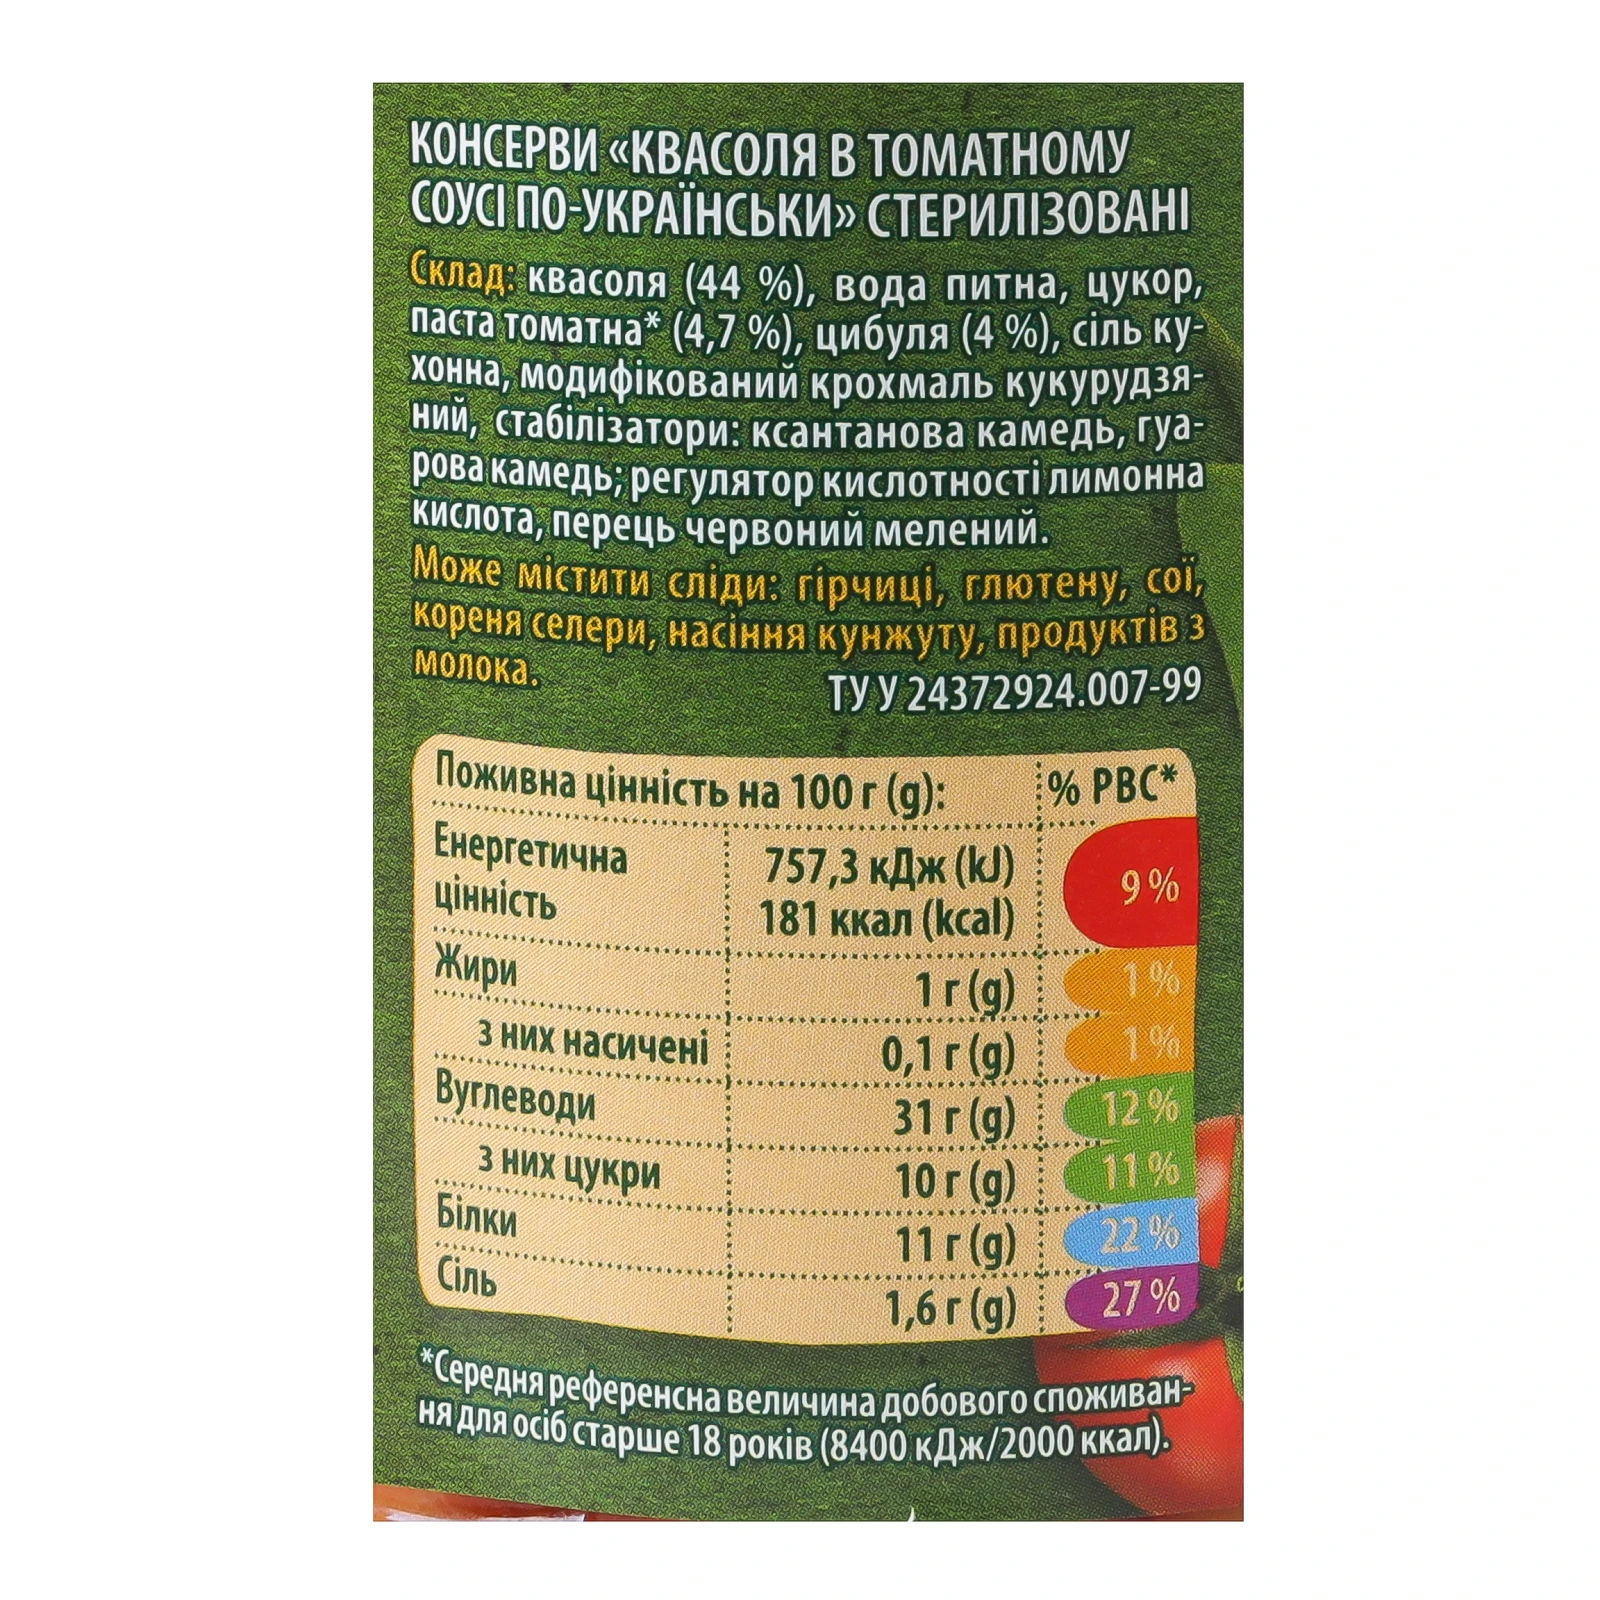 КОНСЕРВИ «КВАСОЛЯ В ТОМАТНОМУ
СОУСІ ПО-УКРАЇНСЬКИ» СТЕРИЛІЗОВАНІ
Склад: квасоля (44 %), вода питна, цукор,
паста томатна* (4,7 %), цибуля (4 %), сіль ку-
хонна, модифікований крохмаль кукурудзя-
ний, стабілізатори: ксантанова камедь, гуа-
рова камедь; регулятор кислотності лимонна
кислота, перець червоний мелений.
Може містити сліди: гірчиці, глютену, сої,
кореня селери, насіння кунжуту, продуктів з
молока.
ТУ У 24372924.007-99
Поживна цінність на 100 г (g): % РВС*
Енергетична цінність 757,3 кДж (kJ) 9 %
181 ккал (kcal)
Жири 1 г (g) 1 %
з них насичені 0,1 г (g) 1 %
Вуглеводи 31 г (g) 12 %
з них цукри 10 г (g) 11 %
Білки 11 г (g) 22 %
Сіль 1,6 г (g) 27 %
*Середня референсна величина добового споживан-
ня для осіб старше 18 років (8400 кДж/2000 ккал).